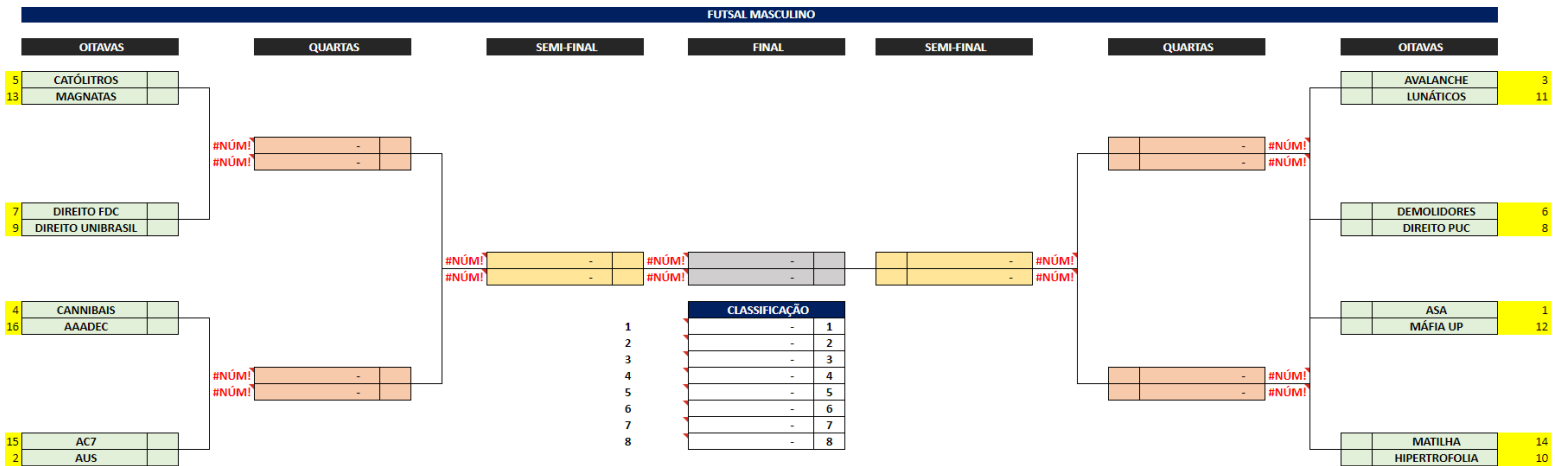 FUTSAL MASCULINO
OITAVAS QUARTAS SEMI-FINAL FINAL SEMI-FINAL QUARTAS OITAVAS
5 CATÓLITROS AVALANCHE 3
13 MAGNATAS LUNÁTICOS 11
#NÚM! - - #NÚM!
#NÚM! - - #NÚM!
7 DIREITO FDC DEMOLIDORES 6
9 DIREITO UNIBRASIL DIREITO PUC 8
#NÚM! - #NÚM! - - #NÚM!
#NÚM! - #NÚM! - - #NÚM!
4 CANNIBAIS CLASSIFICAÇÃO ASA 1
16 AAADEC 1 - 1 MÁFIA UP 12
2 - 2
3 - 3
#NÚM! - 4 - 4 - #NÚM!
#NÚM! - 5 - 5 - #NÚM!
6 - 6
7 - 7
15 AC7 8 - 8 MATILHA 14
2 AUS HIPERTROFOLIA 10